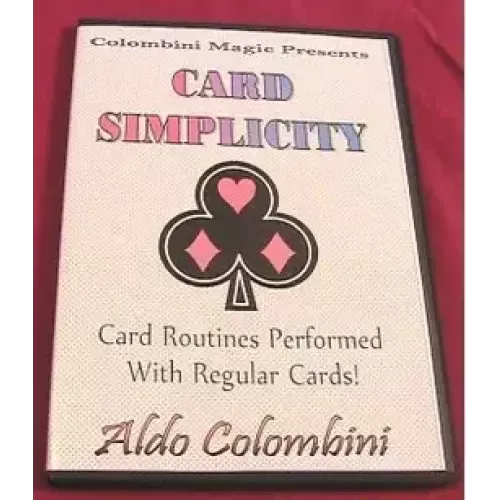 Colombini Magic Presents
CARD
SIMPLICITY
Card Routines Performed
With Regular Cards!
Aldo Colombini